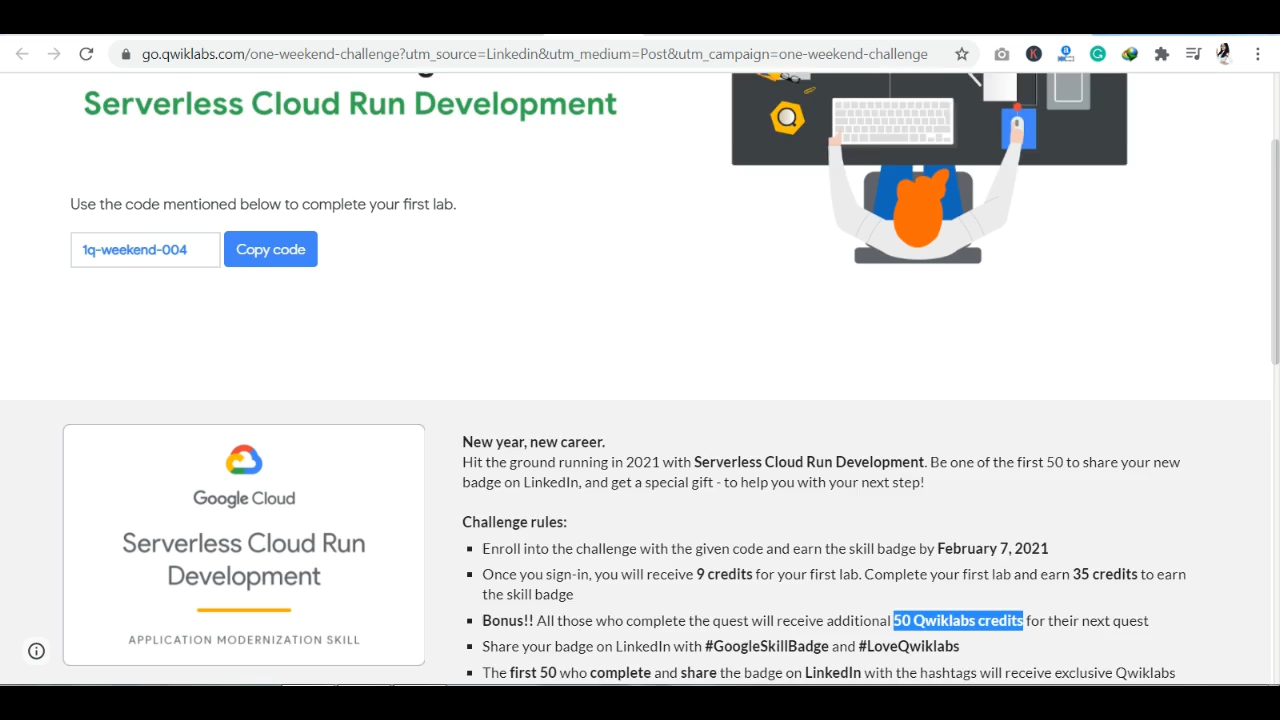 go.qwiklabs.com/one-weekend-challenge?utm_source=Linkedin&utm_medium=Post&utm_campaign=one-weekend-challenge
Serverless Cloud Run Development
Use the code mentioned below to complete your first lab.
1q-weekend-004
Copy code
Google Cloud
Serverless Cloud Run
Development
APPLICATION MODERNIZATION SKILL
New year, new career.
Hit the ground running in 2021 with Serverless Cloud Run Development. Be one of the first 50 to share your new
badge on LinkedIn, and get a special gift - to help you with your next step!
Challenge rules:
Enroll into the challenge with the given code and earn the skill badge by February 7, 2021
Once you sign-in, you will receive 9 credits for your first lab. Complete your first lab and earn 35 credits to earn
the skill badge
Bonus!! All those who complete the quest will receive additional 50 Qwiklabs credits for their next quest
Share your badge on LinkedIn with #GoogleSkillBadge and #LoveQwiklabs
The first 50 who complete and share the badge on LinkedIn with the hashtags will receive exclusive Qwiklabs